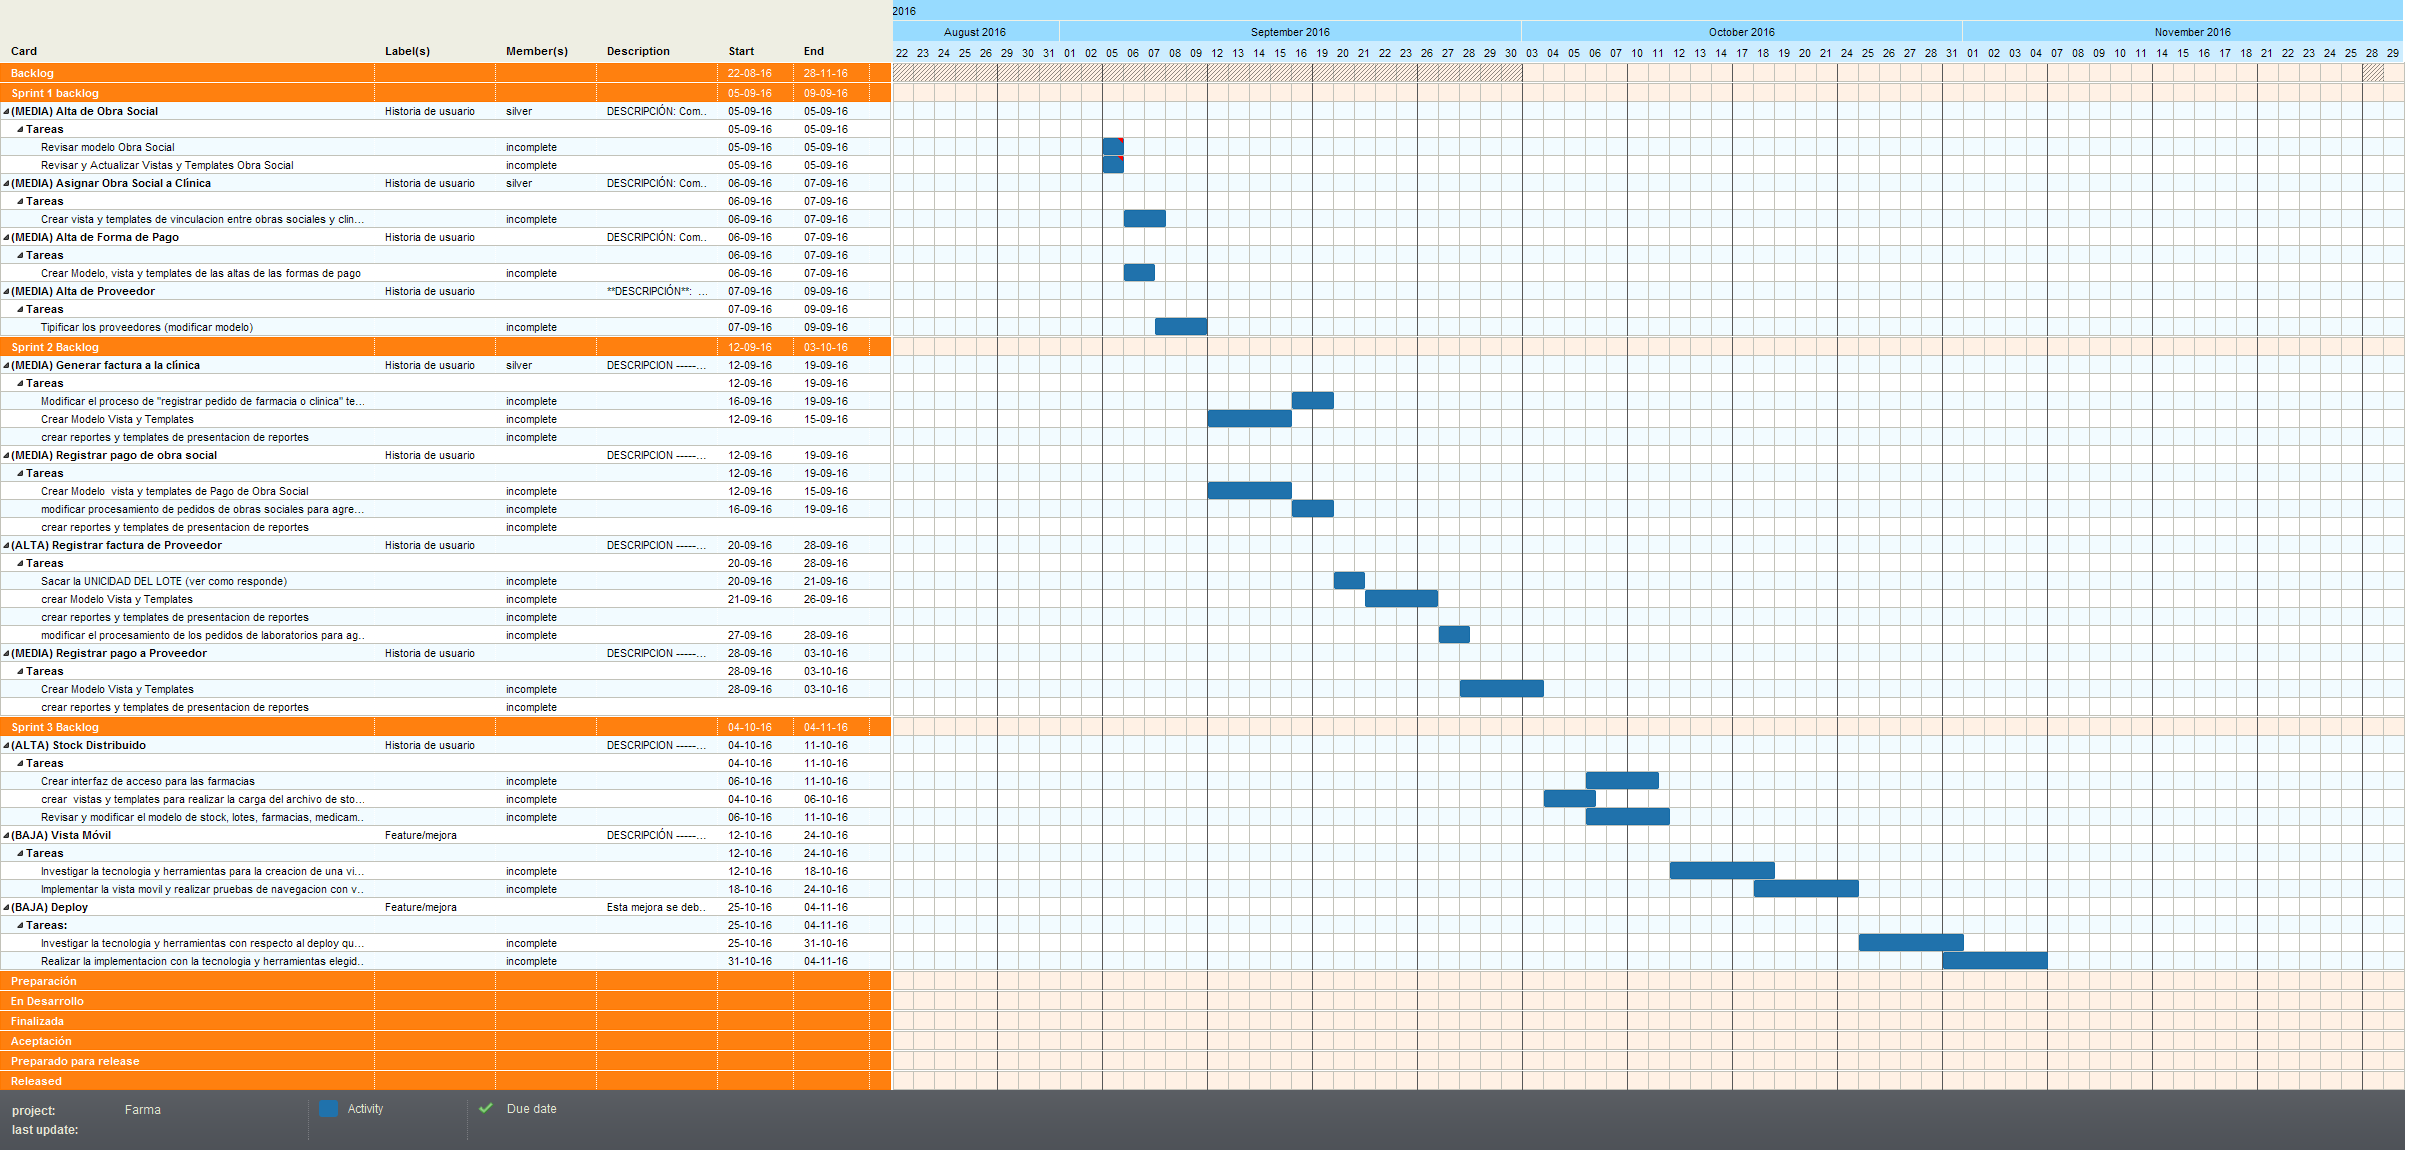 2016
August 2016 September 2016 October 2016 November 2016
Card Label(s) Member(s) Description Start End 22 23 24 25 26 29 30 31 01 02 05 06 07 08 09 12 13 14 15 16 19 20 21 22 23 26 27 28 29 30 03 04 05 06 07 10 11 12 13 14 17 18 19 20 21 24 25 26 27 28 31 01 02 03 04 07 08 09 10 11 14 15 16 17 18 21 22 23 24 25 28 29
Backlog 22-08-16 28-11-16
Sprint 1 backlog 05-09-16 09-09-16
(MEDIA) Alta de Obra Social Historia de usuario silver DESCRIPCIÓN: Com.. 05-09-16 05-09-16
Tareas 05-09-16 05-09-16
Revisar modelo Obra Social incomplete 05-09-16 05-09-16
Revisar y Actualizar Vistas y Templates Obra Social incomplete 05-09-16 05-09-16
(MEDIA) Asignar Obra Social a Clínica Historia de usuario silver DESCRIPCIÓN: Com.. 06-09-16 07-09-16
Tareas 06-09-16 07-09-16
Crear vista y templates de vinculacion entre obras sociales y clin... incomplete 06-09-16 07-09-16
(MEDIA) Alta de Forma de Pago Historia de usuario DESCRIPCIÓN: Com.. 06-09-16 07-09-16
Tareas 06-09-16 07-09-16
Crear Modelo, vista y templates de las altas de las formas de pago incomplete 06-09-16 07-09-16
(MEDIA) Alta de Proveedor Historia de usuario **DESCRIPCIÓN**: ... 07-09-16 09-09-16
Tareas 07-09-16 09-09-16
Tipificar los proveedores (modificar modelo) incomplete 07-09-16 09-09-16
Sprint 2 Backlog 12-09-16 03-10-16
(MEDIA) Generar factura a la clínica Historia de usuario silver DESCRIPCION -----... 12-09-16 19-09-16
Tareas 12-09-16 19-09-16
Modificar el proceso de "registrar pedido de farmacia o clinica" te... incomplete 16-09-16 19-09-16
Crear Modelo Vista y Templates incomplete 12-09-16 15-09-16
crear reportes y templates de presentacion de reportes incomplete
(MEDIA) Registrar pago de obra social Historia de usuario DESCRIPCION -----... 12-09-16 19-09-16
Tareas 12-09-16 19-09-16
Crear Modelo vista y templates de Pago de Obra Social incomplete 12-09-16 15-09-16
modificar procesamiento de pedidos de obras sociales para agre... incomplete 16-09-16 19-09-16
crear reportes y templates de presentacion de reportes incomplete
(ALTA) Registrar factura de Proveedor Historia de usuario DESCRIPCION -----... 20-09-16 28-09-16
Tareas 20-09-16 28-09-16
Sacar la UNICIDAD DEL LOTE (ver como responde) incomplete 20-09-16 21-09-16
crear Modelo Vista y Templates incomplete 21-09-16 26-09-16
crear reportes y templates de presentacion de reportes incomplete
modificar el procesamiento de los pedidos de laboratorios para ag.. incomplete 27-09-16 28-09-16
(MEDIA) Registrar pago a Proveedor Historia de usuario DESCRIPCION -----... 28-09-16 03-10-16
Tareas 28-09-16 03-10-16
Crear Modelo Vista y Templates incomplete 28-09-16 03-10-16
crear reportes y templates de presentacion de reportes incomplete
Sprint 3 Backlog 04-10-16 04-11-16
(ALTA) Stock Distribuido Historia de usuario DESCRIPCION -----... 04-10-16 11-10-16
Tareas 04-10-16 11-10-16
Crear interfaz de acceso para las farmacias incomplete 06-10-16 11-10-16
crear vistas y templates para realizar la carga del archivo de sto... incomplete 04-10-16 06-10-16
Revisar y modificar el modelo de stock, lotes, farmacias, medicam.. incomplete 06-10-16 11-10-16
(BAJA) Vista Móvil Feature/mejora DESCRIPCIÓN -----... 12-10-16 24-10-16
Tareas 12-10-16 24-10-16
Investigar la tecnologia y herramientas para la creacion de una vi... incomplete 12-10-16 18-10-16
Implementar la vista movil y realizar pruebas de navegacion con v.. incomplete 18-10-16 24-10-16
(BAJA) Deploy Feature/mejora Esta mejora se deb.. 25-10-16 04-11-16
Tareas: 25-10-16 04-11-16
Investigar la tecnologia y herramientas con respecto al deploy qu... incomplete 25-10-16 31-10-16
Realizar la implementacion con la tecnologia y herramientas elegid.. incomplete 31-10-16 04-11-16
Preparación
En Desarrollo
Finalizada
Aceptación
Preparado para release
Released
project: Farma Activity Due date
last update: